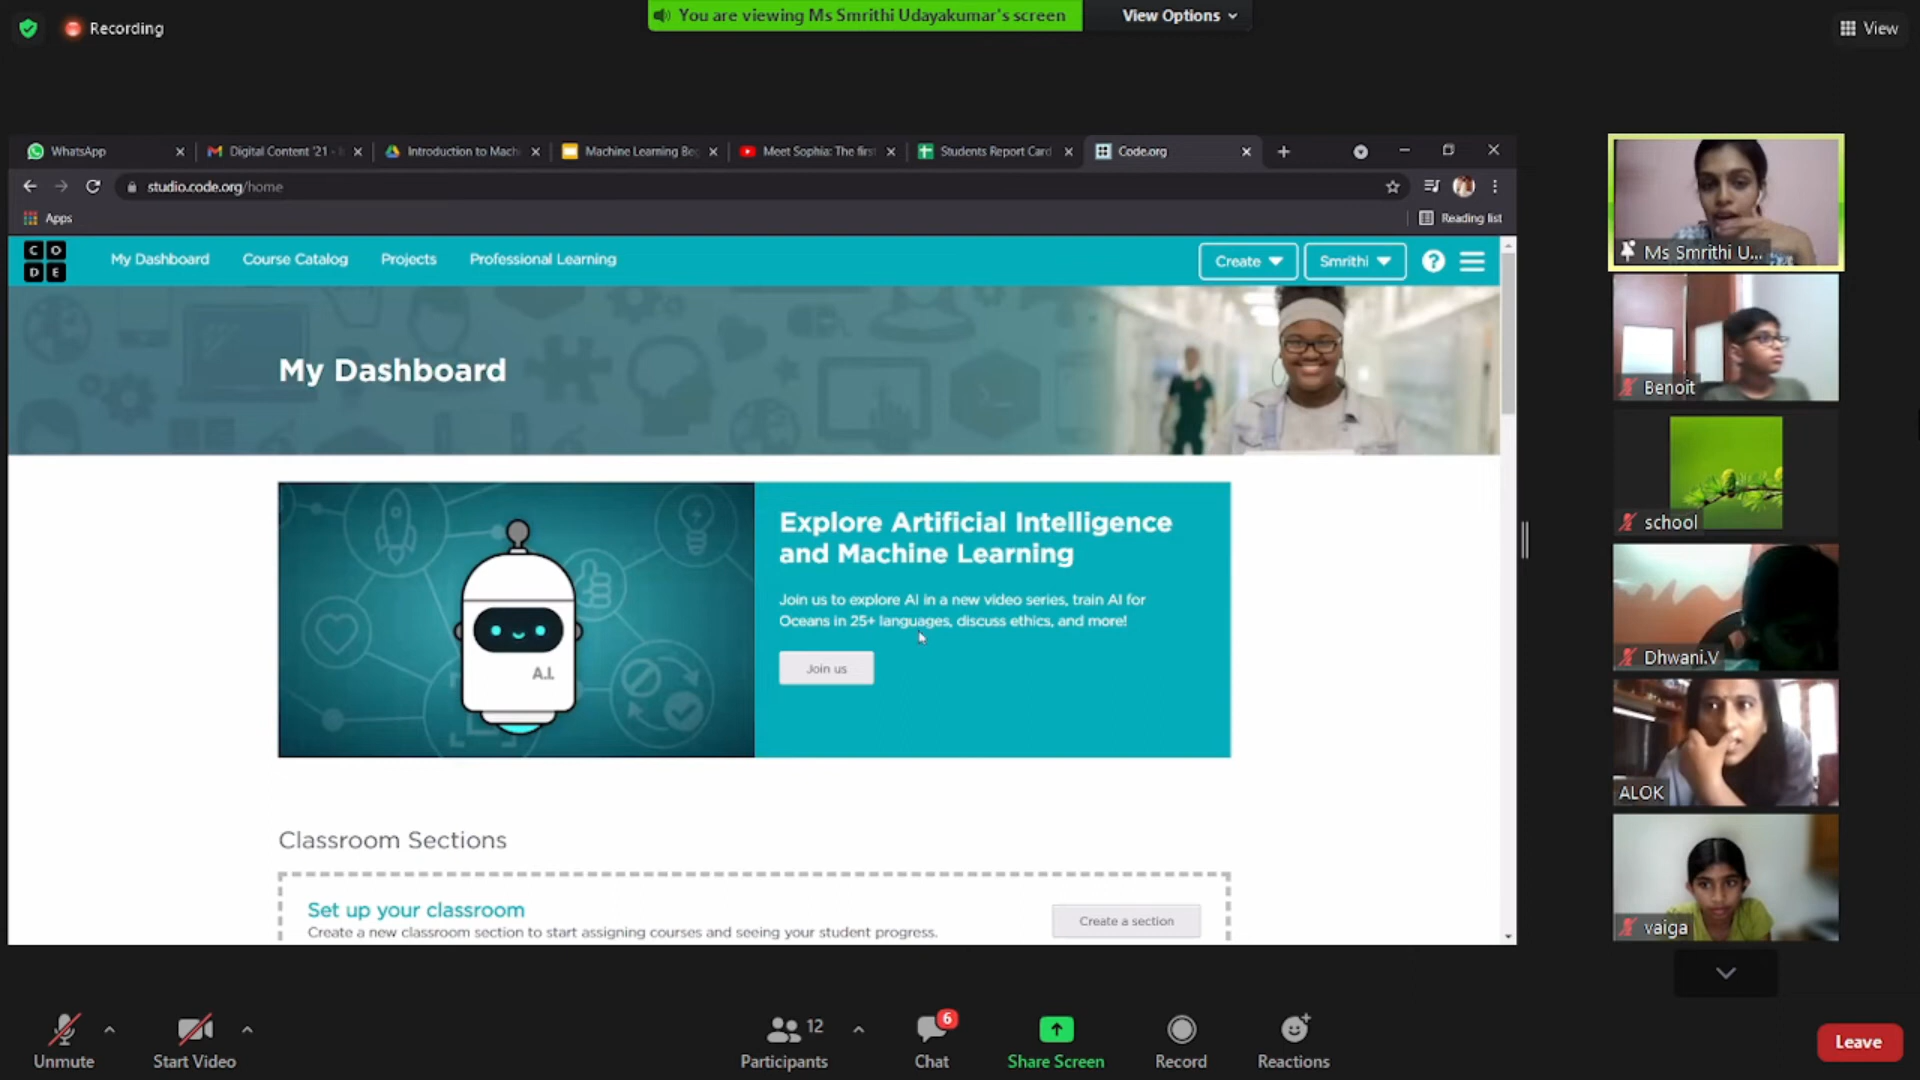 Recording
You are viewing Ms Smrithi Udayakumar's screen
View Options
View
WhatsApp
Digital Content '21 -
Introduction to Mach
Machine Learning Beg
Meet Sophia: The first
Students Report Card
Code.org
studio.code.org/home
Apps
Reading list
C O
D E
My Dashboard
Course Catalog
Projects
Professional Learning
Create
Smrithi
?
My Dashboard
A.I.
Explore Artificial Intelligence
and Machine Learning
Join us to explore AI in a new video series, train AI for
Oceans in 25+ languages, discuss ethics, and more!
Join us
Classroom Sections
Set up your classroom
Create a new classroom section to start assigning courses and seeing your student progress.
Create a section
Ms Smrithi U...
Benoit
school
Dhwani.V
ALOK
vaiga
Unmute
Start Video
12
Participants
6
Chat
Share Screen
Record
Reactions
Leave